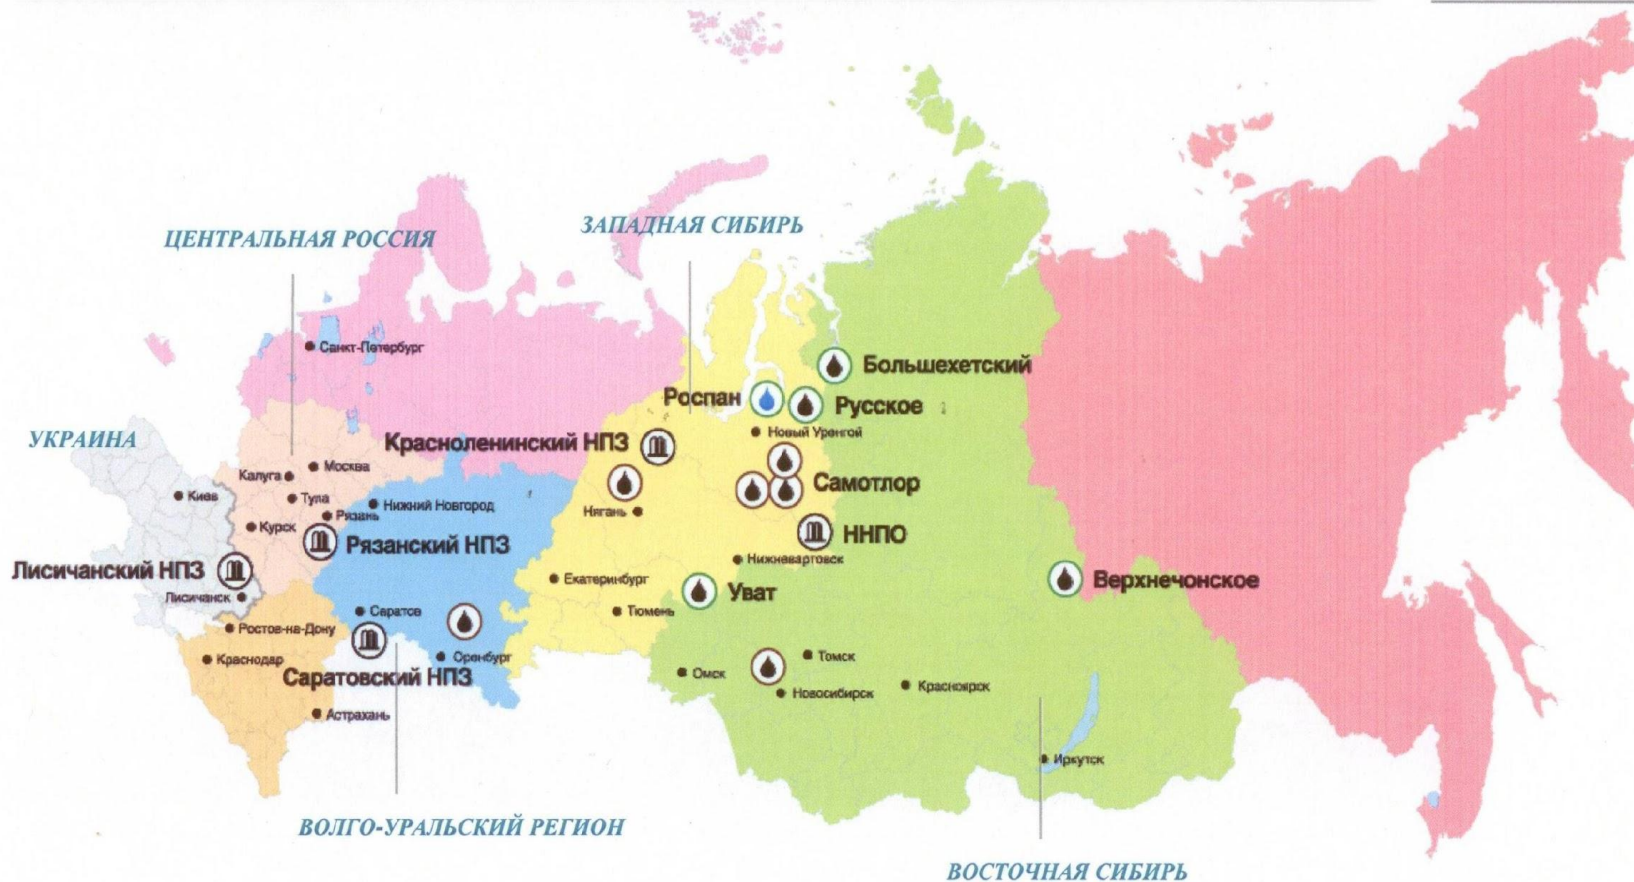 ЦЕНТРАЛЬНАЯ РОССИЯ
ЗАПАДНАЯ СИБИРЬ
Санкт-Петербург
Большехетский
Роспан
Русское
УКРАИНА
Новый Уренгой
Красноленинский НПЗ
Москва
Калуга
Самотлор
Киев
Тула
Нижний Новгород
Нягань
Рязань
Курск
ННПО
Рязанский НПЗ
Нижневартовск
Лисичанский НПЗ
Екатеринбург
Верхнечонское
Уват
Лисичанск
Саратов
Тюмень
Ростов-на-Дону
Краснодар
Оренбург
Томск
Саратовский НПЗ
Омск
Новосибирск
Красноярск
Астрахань
Иркутск
ВОЛГО-УРАЛЬСКИЙ РЕГИОН
ВОСТОЧНАЯ СИБИРЬ